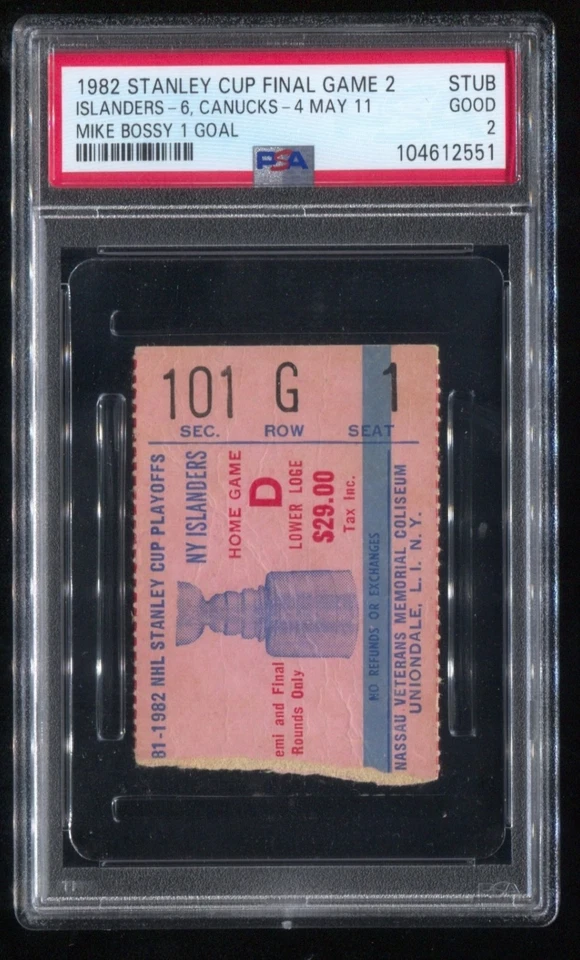 1982 STANLEY CUP FINAL GAME 2 STUB
ISLANDERS-6, CANUCKS-4 MAY 11 GOOD
MIKE BOSSY 1 GOAL 2
PSA 104612551
101 G 1
SEC. ROW SEAT
81-1982 NHL STANLEY CUP PLAYOFFS
NY ISLANDERS
HOME GAME
D
LOWER LOGE
$29.00
Tax Inc.
emi and Final
Rounds Only
NO REFUNDS OR EXCHANGES
NASSAU VETERANS MEMORIAL COLISEUM
UNIONDALE, L. I. N. Y.